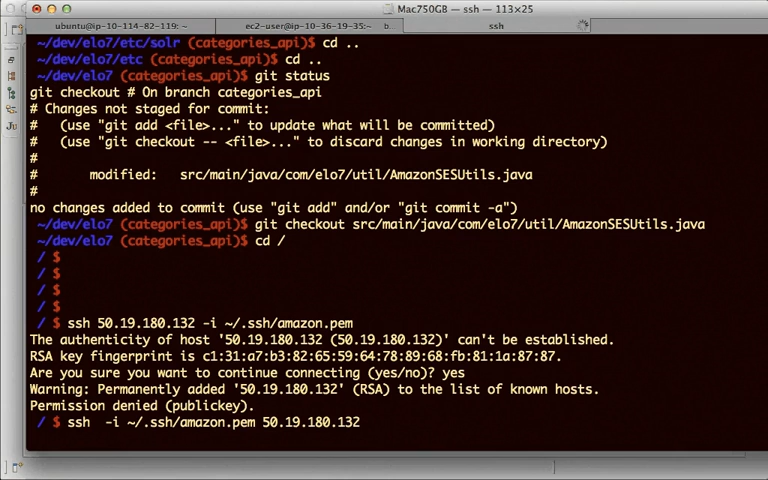 Mac750GB — ssh — 113×25
ubuntu@ip-10-114-82-119: ~
ec2-user@ip-10-36-19-35:~
b…
ssh
~/dev/elo7/etc/solr (categories_api)$ cd ..
~/dev/elo7/etc (categories_api)$ cd ..
~/dev/elo7 (categories_api)$ git status
git checkout # On branch categories_api
# Changes not staged for commit:
#   (use "git add <file>..." to update what will be committed)
#   (use "git checkout -- <file>..." to discard changes in working directory)
#
#       modified:   src/main/java/com/elo7/util/AmazonSESUtils.java
#
no changes added to commit (use "git add" and/or "git commit -a")
~/dev/elo7 (categories_api)$ git checkout src/main/java/com/elo7/util/AmazonSESUtils.java
~/dev/elo7 (categories_api)$ cd /
/ $
/ $
/ $
/ $
/ $ ssh 50.19.180.132 -i ~/.ssh/amazon.pem
The authenticity of host '50.19.180.132 (50.19.180.132)' can't be established.
RSA key fingerprint is c1:31:a7:b3:82:65:59:64:78:89:68:fb:81:1a:87:87.
Are you sure you want to continue connecting (yes/no)? yes
Warning: Permanently added '50.19.180.132' (RSA) to the list of known hosts.
Permission denied (publickey).
/ $ ssh  -i ~/.ssh/amazon.pem 50.19.180.132
Ju